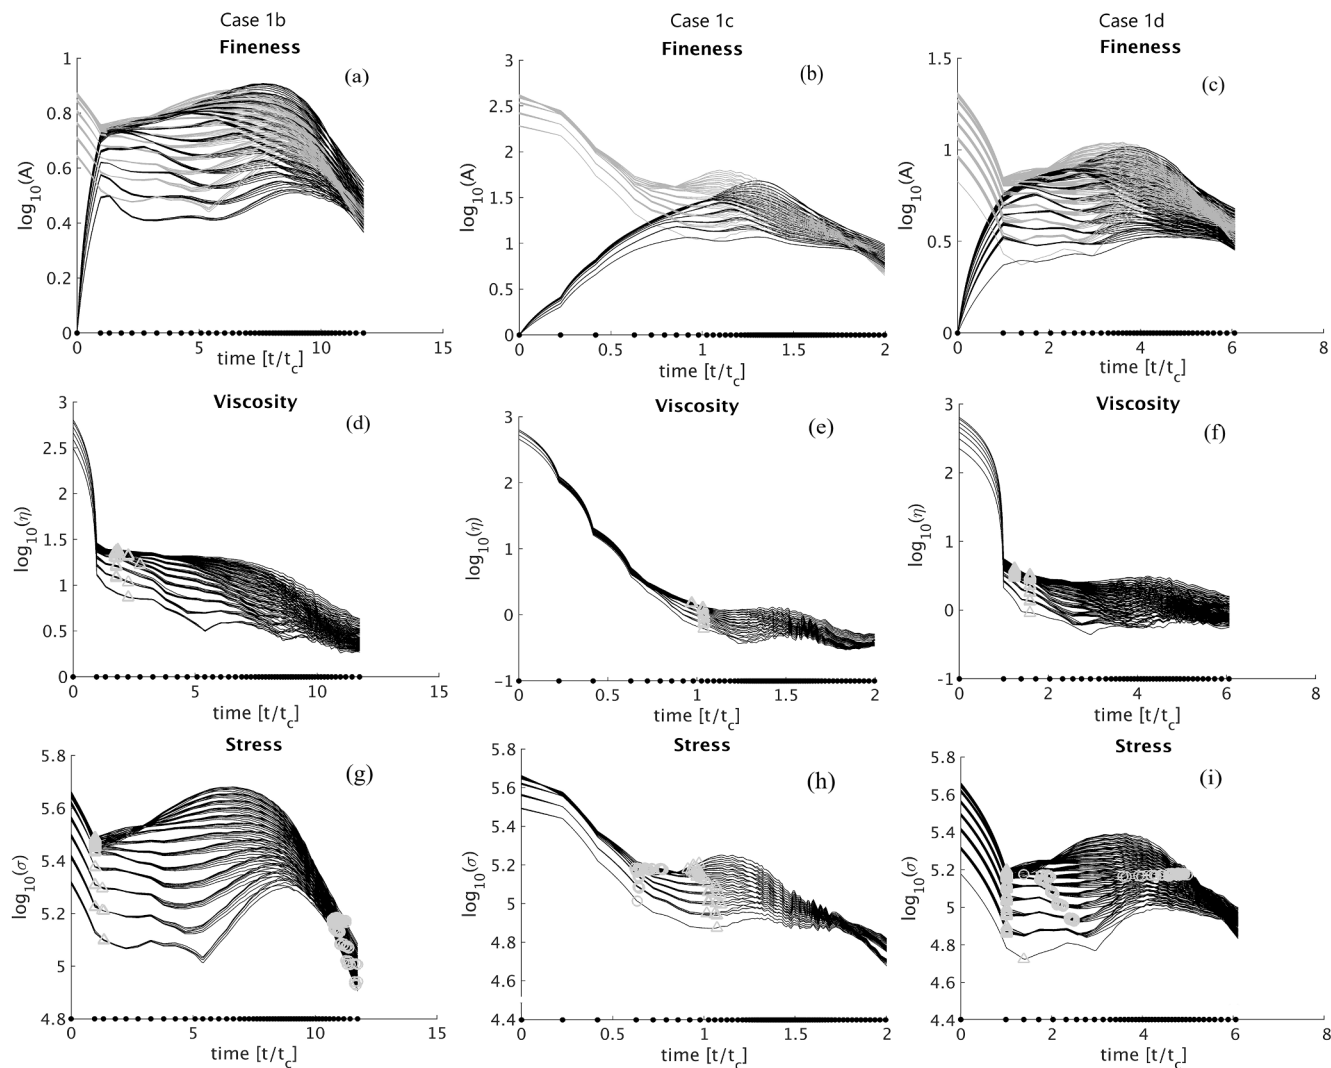 Case 1b
Case 1c
Case 1d
Fineness
Fineness
Fineness
(a)
(b)
(c)
log10(A)
1
0.8
0.6
0.4
0.2
0
0
5
10
15
time [t/tc]
log10(A)
3
2.5
2
1.5
1
0.5
0
0
0.5
1
1.5
2
time [t/tc]
log10(A)
1.5
1
0.5
0
0
2
4
6
8
time [t/tc]
Viscosity
Viscosity
Viscosity
(d)
(e)
(f)
log10(η)
3
2.5
2
1.5
1
0.5
0
0
5
10
15
time [t/tc]
log10(η)
3
2
1
0
−1
0
0.5
1
1.5
2
time [t/tc]
log10(η)
3
2
1
0
−1
0
2
4
6
8
time [t/tc]
Stress
Stress
Stress
(g)
(h)
(i)
log10(σ)
5.8
5.6
5.4
5.2
5
4.8
0
5
10
15
time [t/tc]
log10(σ)
5.8
5.6
5.4
5.2
5
4.8
4.6
4.4
0
0.5
1
1.5
2
time [t/tc]
log10(σ)
5.8
5.6
5.4
5.2
5
4.8
4.6
4.4
0
2
4
6
8
time [t/tc]